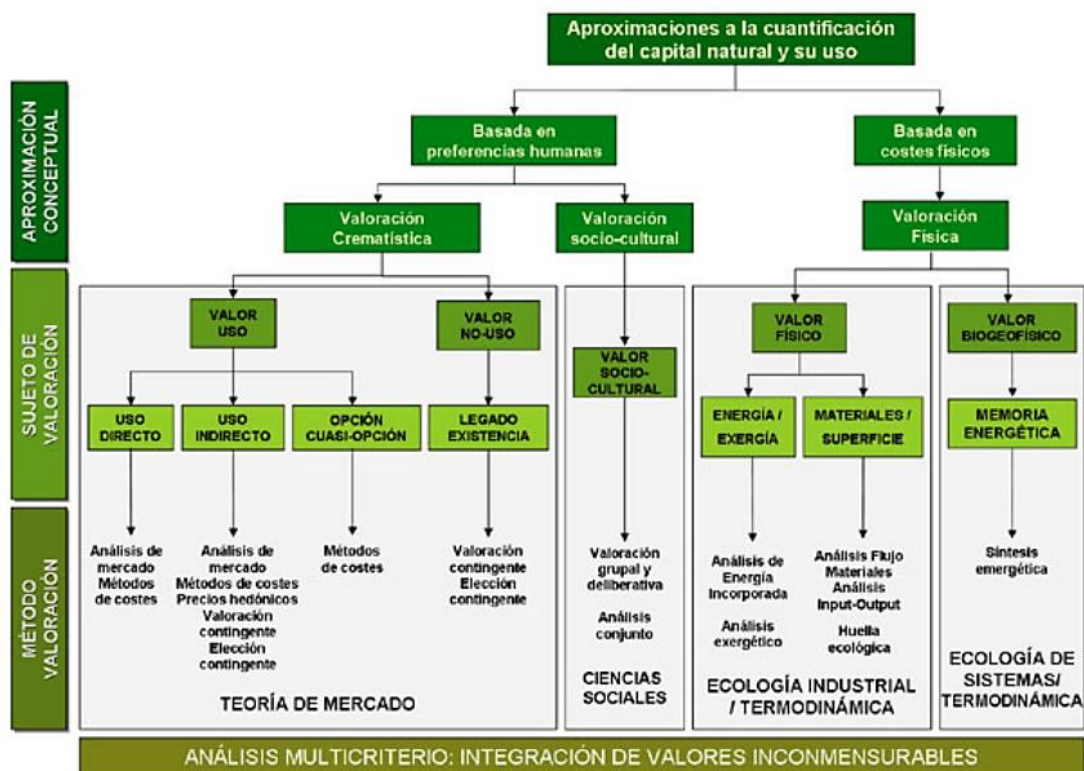 Aproximaciones a la cuantificación
del capital natural y su uso
APROXIMACIÓN
CONCEPTUAL
Basada en
preferencias humanas
Basada en
costes físicos
Valoración
Crematística
Valoración
socio-cultural
Valoración
Física
SUJETO DE
VALORACIÓN
VALOR
USO
VALOR
NO-USO
VALOR
SOCIO-
CULTURAL
VALOR
FÍSICO
VALOR
BIOGEOFÍSICO
USO
DIRECTO
USO
INDIRECTO
OPCIÓN
CUASI-OPCIÓN
LEGADO
EXISTENCIA
ENERGÍA /
EXERGÍA
MATERIALES /
SUPERFICIE
MEMORIA
ENERGÉTICA
MÉTODO
VALORACIÓN
Análisis de
mercado
Métodos
de costes
Análisis de
mercado
Métodos de costes
Precios hedónicos
Valoración
contingente
Elección
contingente
Métodos
de costes
Valoración
contingente
Elección
contingente
Valoración
grupal y
deliberativa
Análisis
conjunto
Análisis de
Energía
Incorporada
Análisis
exergético
Análisis Flujo
Materiales
Análisis
Input-Output
Huella
ecológica
Síntesis
emergética
TEORÍA DE MERCADO
CIENCIAS
SOCIALES
ECOLOGÍA INDUSTRIAL
/ TERMODINÁMICA
ECOLOGÍA DE
SISTEMAS/
TERMODINÁMICA
ANÁLISIS MULTICRITERIO: INTEGRACIÓN DE VALORES INCONMENSURABLES